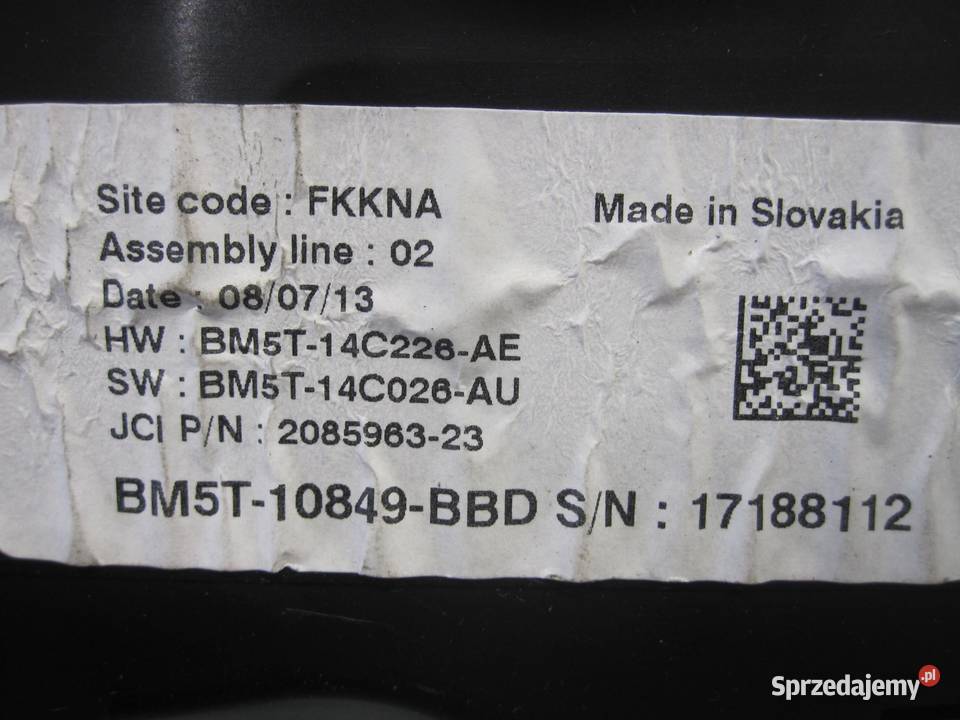 Site code : FKKNA
Made in Slovakia
Assembly line : 02
Date : 08/07/13
HW : BM5T-14C226-AE
SW : BM5T-14C026-AU
JCI P/N : 2085963-23
BM5T-10849-BBD S/N : 17188112
Sprzedajemy.pl